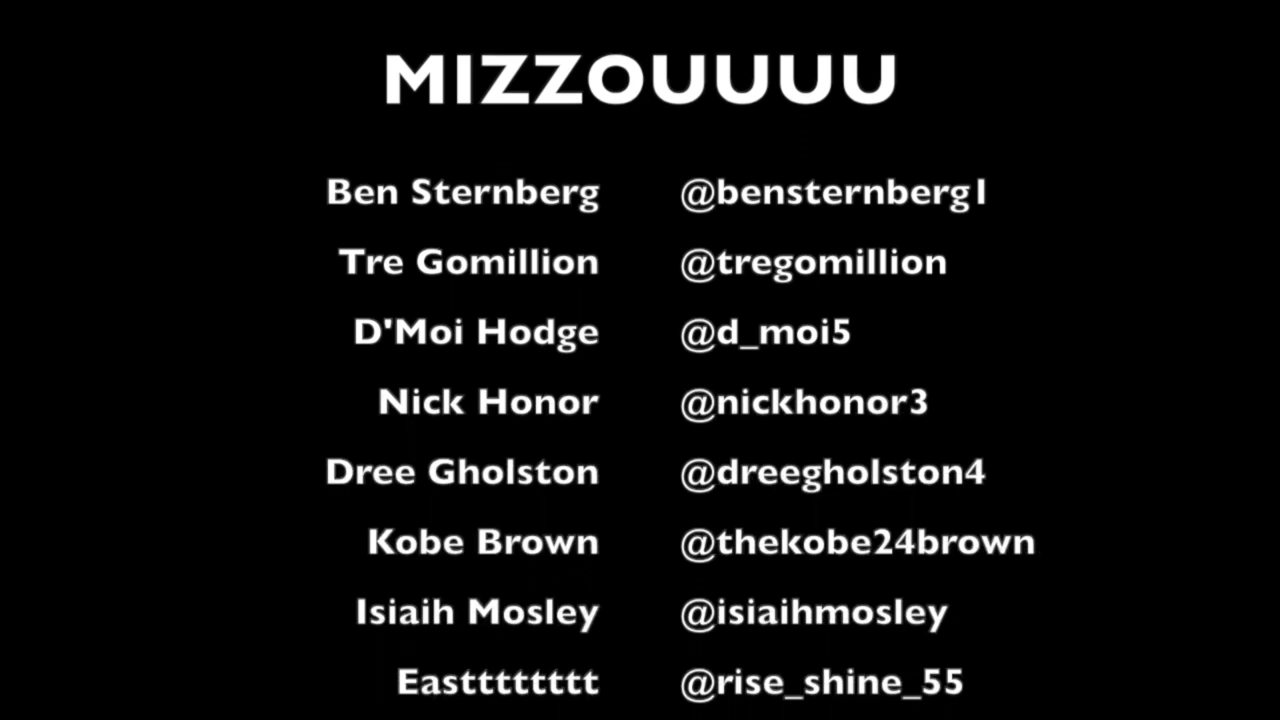 MIZZOUUUU
Ben Sternberg @bensternberg1
Tre Gomillion @tregomillion
D'Moi Hodge @d_moi5
Nick Honor @nickhonor3
Dree Gholston @dreegholston4
Kobe Brown @thekobe24brown
Isiaih Mosley @isiaihmosley
Eastttttttt @rise_shine_55